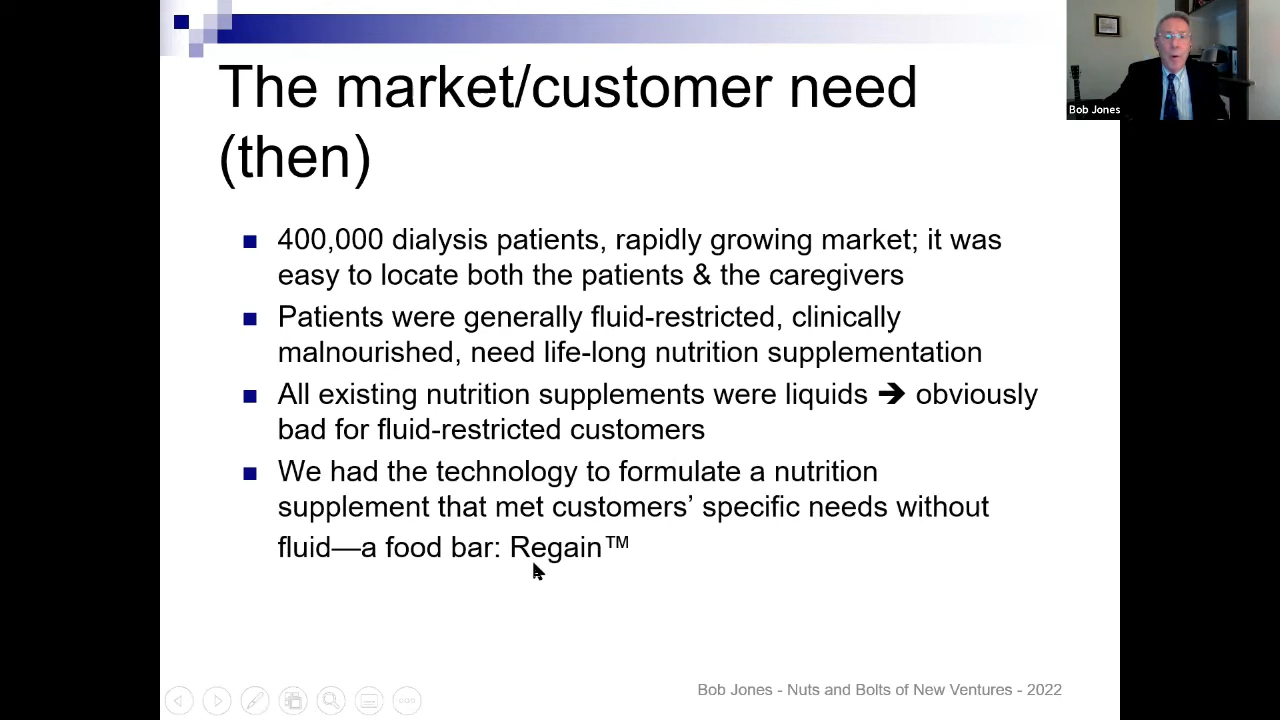 The market/customer need
(then)
Bob Jones
400,000 dialysis patients, rapidly growing market; it was
easy to locate both the patients & the caregivers
Patients were generally fluid-restricted, clinically
malnourished, need life-long nutrition supplementation
All existing nutrition supplements were liquids ➔ obviously
bad for fluid-restricted customers
We had the technology to formulate a nutrition
supplement that met customers’ specific needs without
fluid—a food bar: Regain™
Bob Jones - Nuts and Bolts of New Ventures - 2022